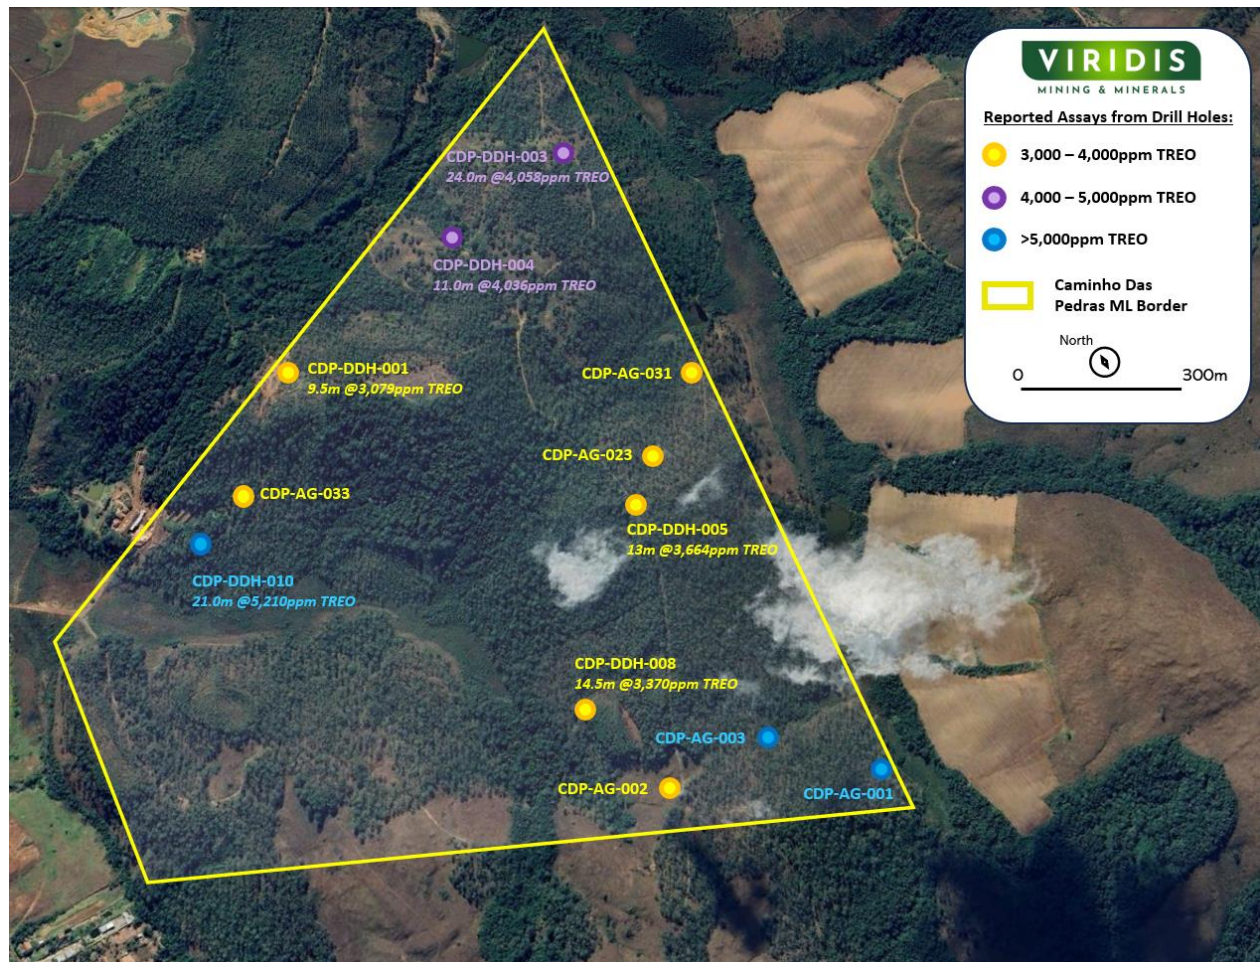 VIRIDIS
MINING & MINERALS
Reported Assays from Drill Holes:
3,000 – 4,000ppm TREO
4,000 – 5,000ppm TREO
>5,000ppm TREO
Caminho Das
Pedras ML Border
North
0 300m
CDP-DDH-003
24.0m @4,058ppm TREO
CDP-DDH-004
11.0m @4,036ppm TREO
CDP-DDH-001
9.5m @3,079ppm TREO
CDP-AG-031
CDP-AG-023
CDP-AG-033
CDP-DDH-005
13m @3,664ppm TREO
CDP-DDH-010
21.0m @5,210ppm TREO
CDP-DDH-008
14.5m @3,370ppm TREO
CDP-AG-003
CDP-AG-002
CDP-AG-001